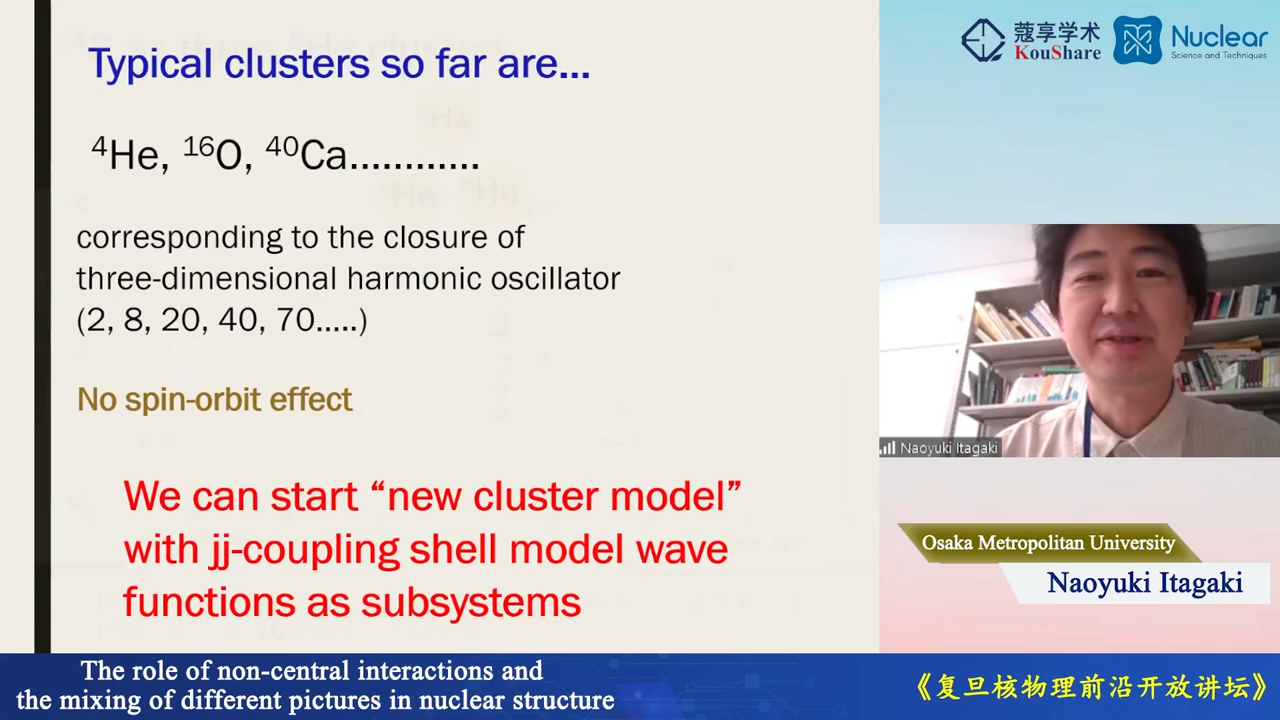 Typical clusters so far are...
⁴He, ¹⁶O, ⁴⁰Ca............
corresponding to the closure of
three-dimensional harmonic oscillator
(2, 8, 20, 40, 70.....)
No spin-orbit effect
We can start “new cluster model”
with jj-coupling shell model wave
functions as subsystems
蔻享学术
KouShare
Nuclear
Science and Techniques
Naoyuki Itagaki
Osaka Metropolitan University
Naoyuki Itagaki
The role of non-central interactions and
the mixing of different pictures in nuclear structure
《复旦核物理前沿开放讲坛》